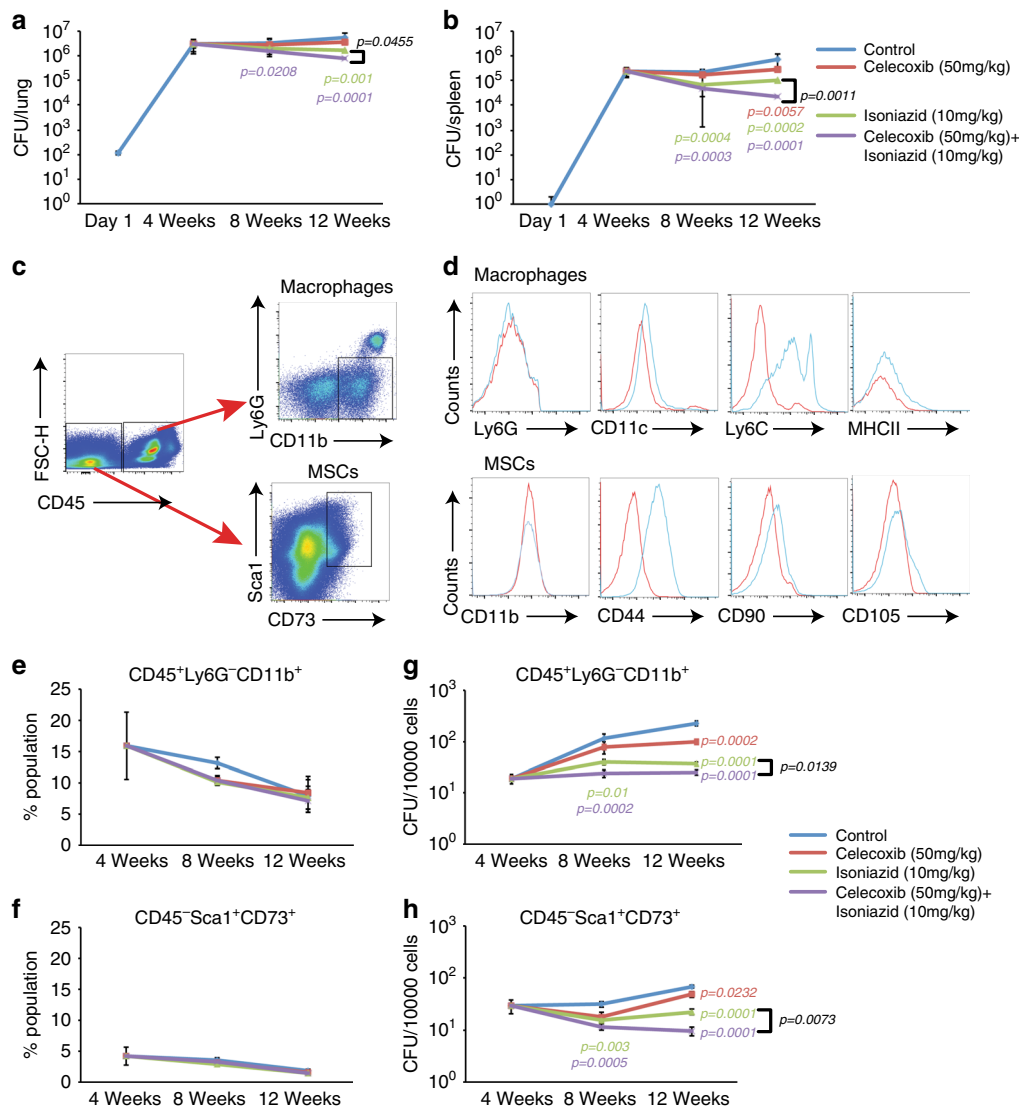 a
CFU/lung
10^7
10^6
10^5
10^4
10^3
10^2
10^1
10^0
p=0.0455
p=0.0208
p=0.001
p=0.0001
Day 1 4 Weeks 8 Weeks 12 Weeks
b
CFU/spleen
10^7
10^6
10^5
10^4
10^3
10^2
10^1
10^0
p=0.0011
p=0.0057
p=0.0004
p=0.0002
p=0.0003
p=0.0001
Day 1 4 Weeks 8 Weeks 12 Weeks
Control
Celecoxib (50mg/kg)
Isoniazid (10mg/kg)
Celecoxib (50mg/kg)+
Isoniazid (10mg/kg)
c
FSC-H
CD45
Macrophages
Ly6G
CD11b
MSCs
Sca1
CD73
d
Macrophages
Counts
Ly6G
CD11c
Ly6C
MHCII
MSCs
Counts
CD11b
CD44
CD90
CD105
e
CD45⁺Ly6G⁻CD11b⁺
% population
25
20
15
10
5
0
4 Weeks 8 Weeks 12 Weeks
g
CD45⁺Ly6G⁻CD11b⁺
CFU/10000 cells
10^3
10^2
10^1
10^0
p=0.0002
p=0.0001
p=0.0001
p=0.0139
p=0.01
p=0.0002
4 Weeks 8 Weeks 12 Weeks
Control
Celecoxib (50mg/kg)
Isoniazid (10mg/kg)
Celecoxib (50mg/kg)+
Isoniazid (10mg/kg)
f
CD45⁻Sca1⁺CD73⁺
% population
25
20
15
10
5
0
4 Weeks 8 Weeks 12 Weeks
h
CD45⁻Sca1⁺CD73⁺
CFU/10000 cells
10^3
10^2
10^1
10^0
p=0.0232
p=0.0001
p=0.0001
p=0.0073
p=0.003
p=0.0005
4 Weeks 8 Weeks 12 Weeks